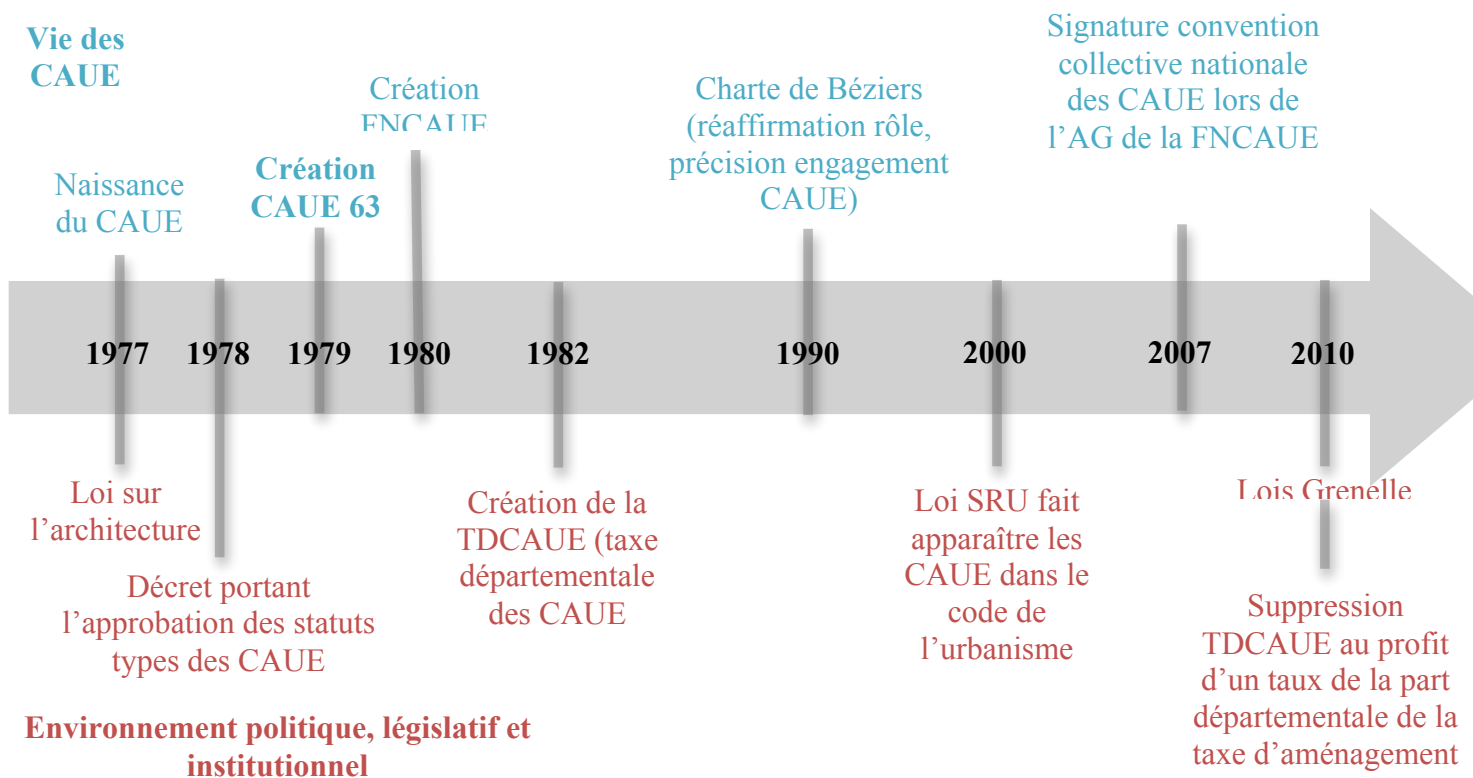 Vie des
CAUE
Naissance
du CAUE
Création
CAUE 63
Création
FNCAUE
Charte de Béziers
(réaffirmation rôle,
précision engagement
CAUE)
Signature convention
collective nationale
des CAUE lors de
l’AG de la FNCAUE
1977 1978 1979 1980 1982 1990 2000 2007 2010
Loi sur
l’architecture
Décret portant
l’approbation des statuts
types des CAUE
Création de la
TDCAUE (taxe
départementale
des CAUE
Loi SRU fait
apparaître les
CAUE dans le
code de
l’urbanisme
Lois Grenelle
Suppression
TDCAUE au profit
d’un taux de la part
départementale de la
taxe d’aménagement
Environnement politique, législatif et
institutionnel